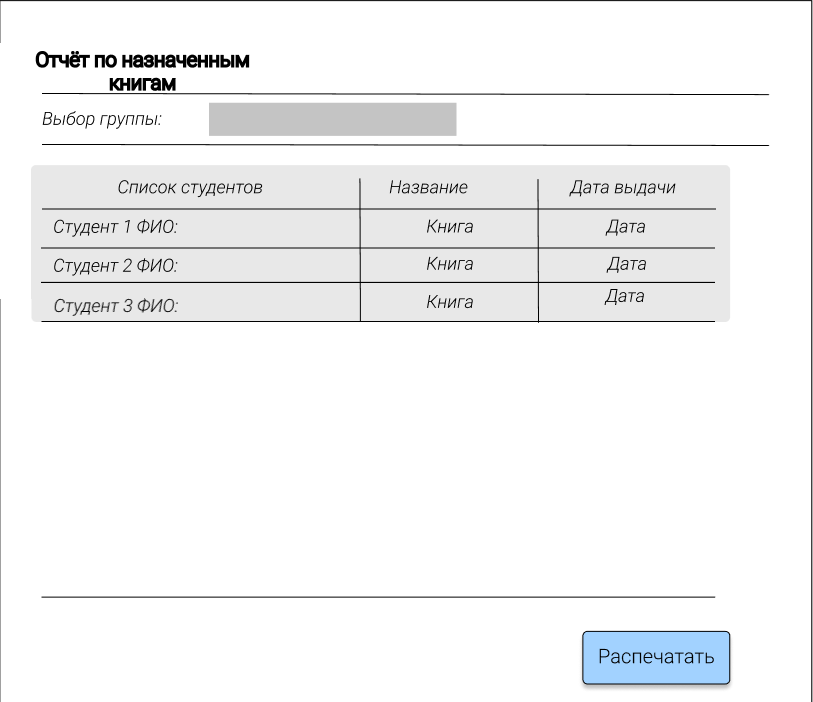 Отчёт по назначенным
книгам
Выбор группы:
Список студентов Название Дата выдачи
Студент 1 ФИО: Книга Дата
Студент 2 ФИО: Книга Дата
Студент 3 ФИО: Книга Дата
Распечатать